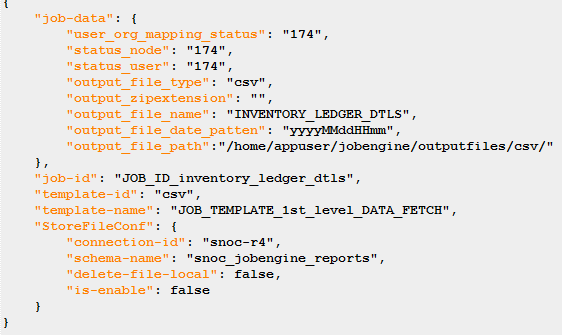 {
    "job-data": {
        "user_org_mapping_status": "174",
        "status_node": "174",
        "status_user": "174",
        "output_file_type": "csv",
        "output_zipextension": "",
        "output_file_name": "INVENTORY_LEDGER_DTLS",
        "output_file_date_patten": "yyyyMMddHHmm",
        "output_file_path":"/home/appuser/jobengine/outputfiles/csv/"
    },
    "job-id": "JOB_ID_inventory_ledger_dtls",
    "template-id": "csv",
    "template-name": "JOB_TEMPLATE_1st_level_DATA_FETCH",
    "StoreFileConf": {
        "connection-id": "snoc-r4",
        "schema-name": "snoc_jobengine_reports",
        "delete-file-local": false,
        "is-enable": false
    }
}